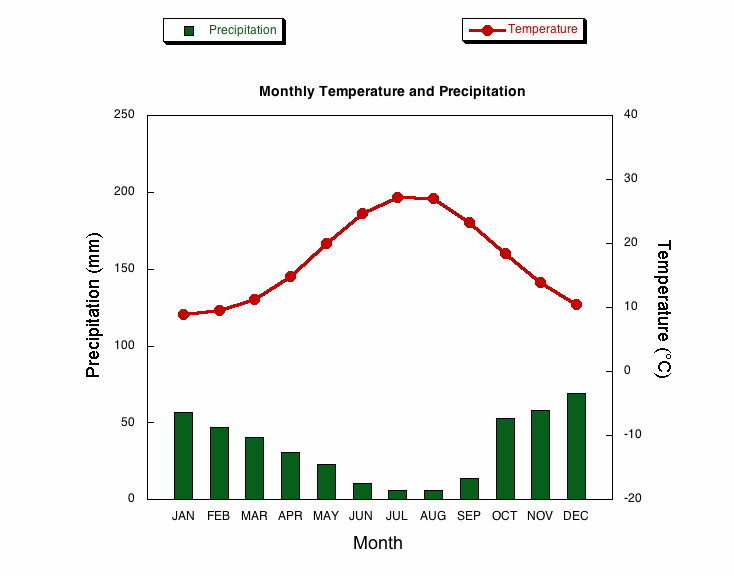 Precipitation
Temperature
Monthly Temperature and Precipitation
250
200
150
100
50
0
Precipitation (mm)
40
30
20
10
0
-10
-20
Temperature (°C)
JAN FEB MAR APR MAY JUN JUL AUG SEP OCT NOV DEC
Month